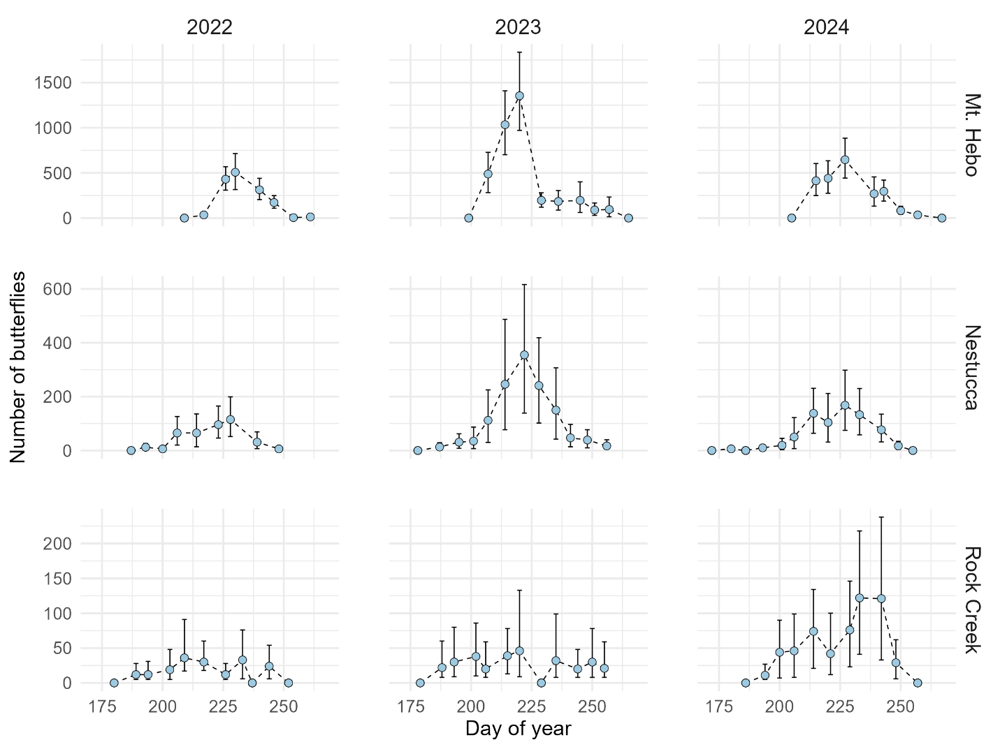 2022
2023
2024
1500
1000
500
0
Mt. Hebo
600
400
200
0
Nestucca
200
150
100
50
0
Rock Creek
175 200 225 250
175 200 225 250
175 200 225 250
Day of year
Number of butterflies